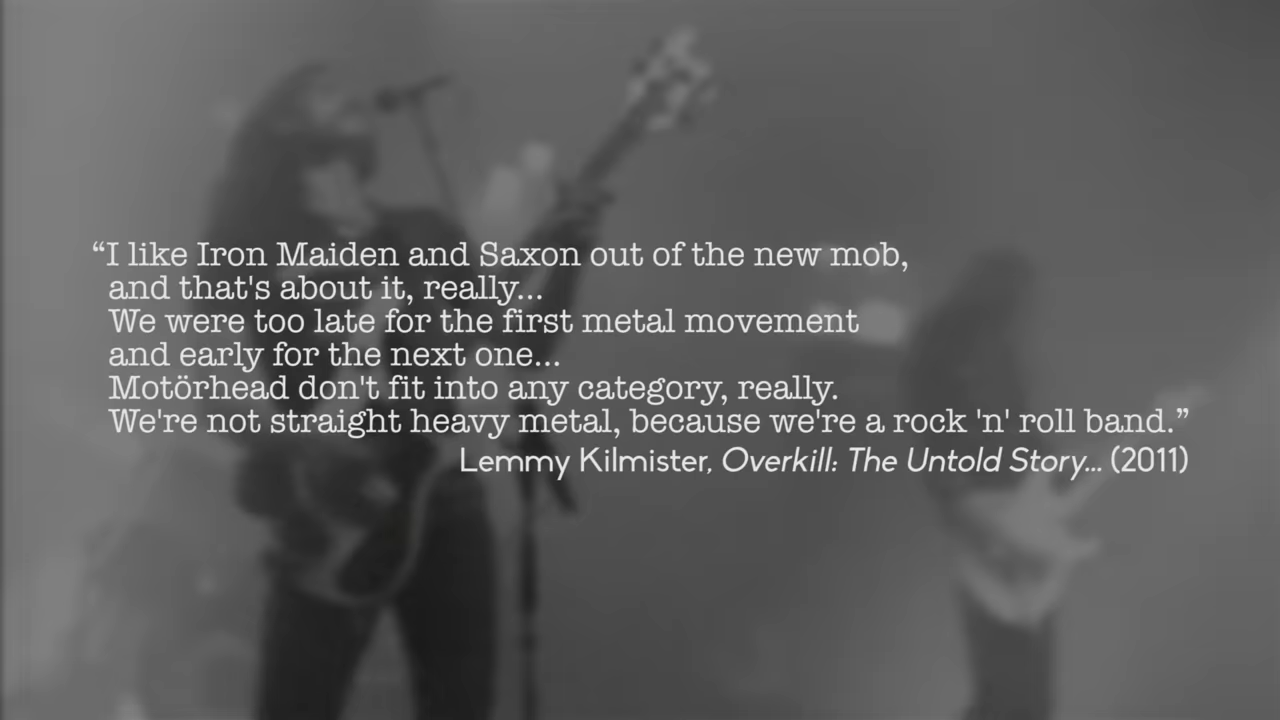 “I like Iron Maiden and Saxon out of the new mob,
and that's about it, really...
We were too late for the first metal movement
and early for the next one...
Motörhead don't fit into any category, really.
We're not straight heavy metal, because we're a rock 'n' roll band.”
Lemmy Kilmister, Overkill: The Untold Story... (2011)